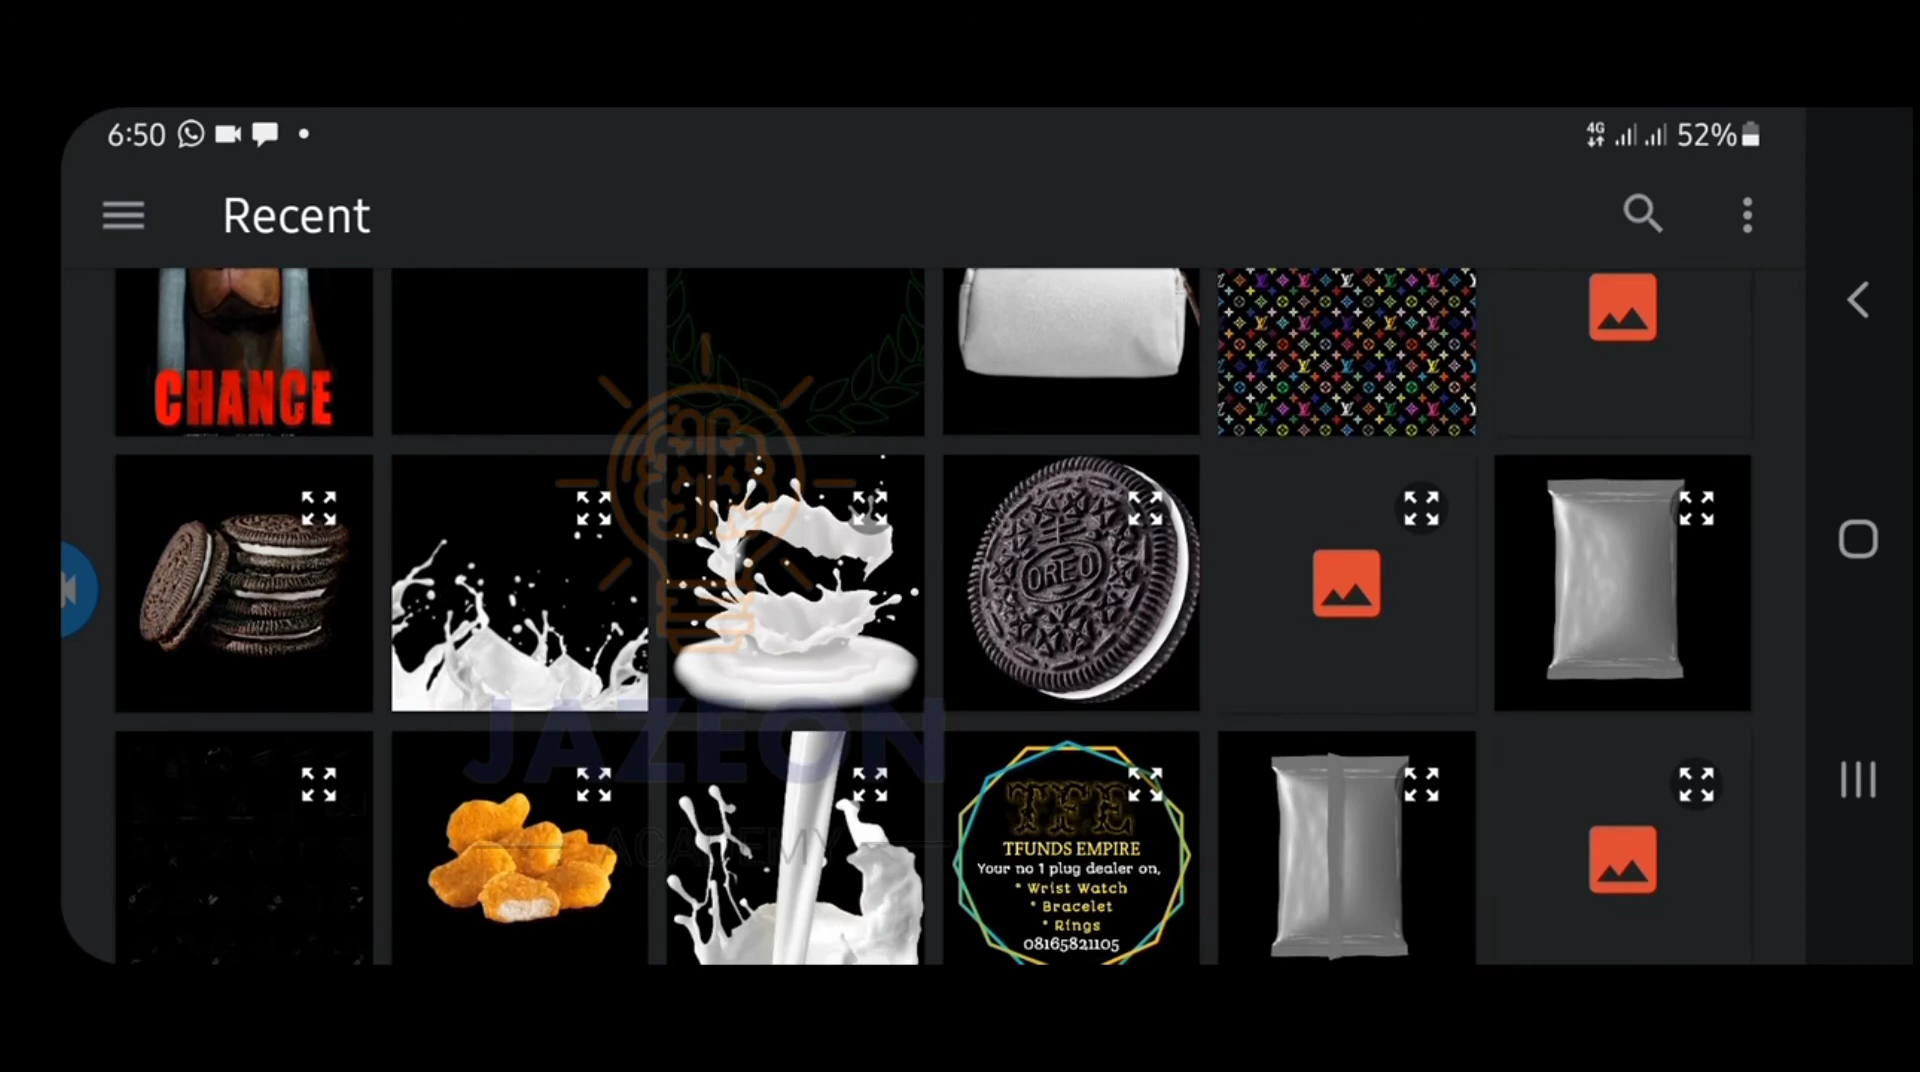 6:50
4G
52%
Recent
CHANCE
OREO
JAZEON
ACADEMY
TFE
TFUNDS EMPIRE
Your no 1 plug dealer on,
* Wrist Watch
* Bracelet
* Rings
08165821105